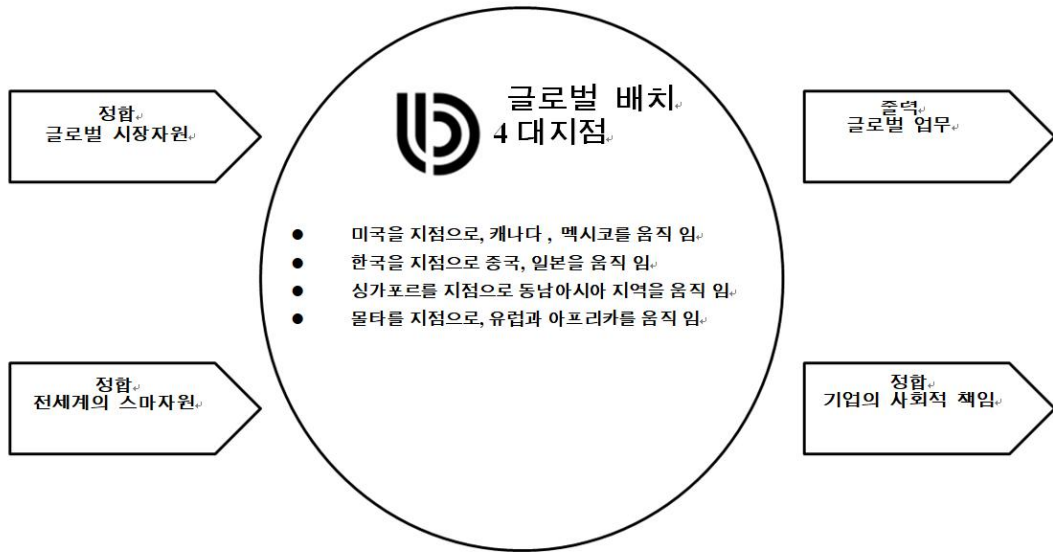 정합
글로벌 시장자원
글로벌 배치
4 대지점
미국을 지점으로, 캐나다 , 멕시코를 움직 임
한국을 지점으로 중국, 일본을 움직 임
싱가포르를 지점으로 동남아시아 지역을 움직 임
몰타를 지점으로, 유럽과 아프리카를 움직 임
정합
전세계의 스마자원
줄력
글로벌 업무
정합
기업의 사회적 책임